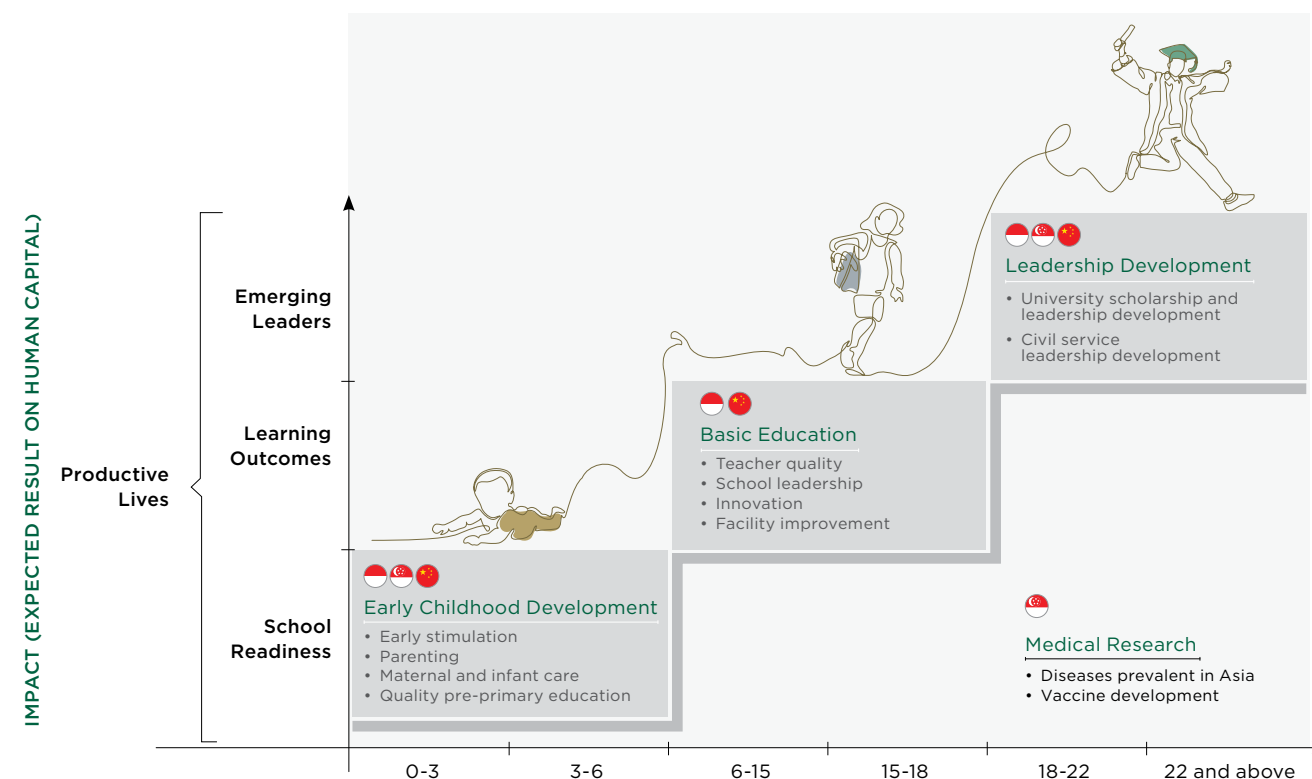 IMPACT (EXPECTED RESULT ON HUMAN CAPITAL)
Productive
Lives
Emerging
Leaders
Learning
Outcomes
School
Readiness
Leadership Development
• University scholarship and
leadership development
• Civil service
leadership development
Basic Education
• Teacher quality
• School leadership
• Innovation
• Facility improvement
Early Childhood Development
• Early stimulation
• Parenting
• Maternal and infant care
• Quality pre-primary education
Medical Research
• Diseases prevalent in Asia
• Vaccine development
0-3
3-6
6-15
15-18
18-22
22 and above